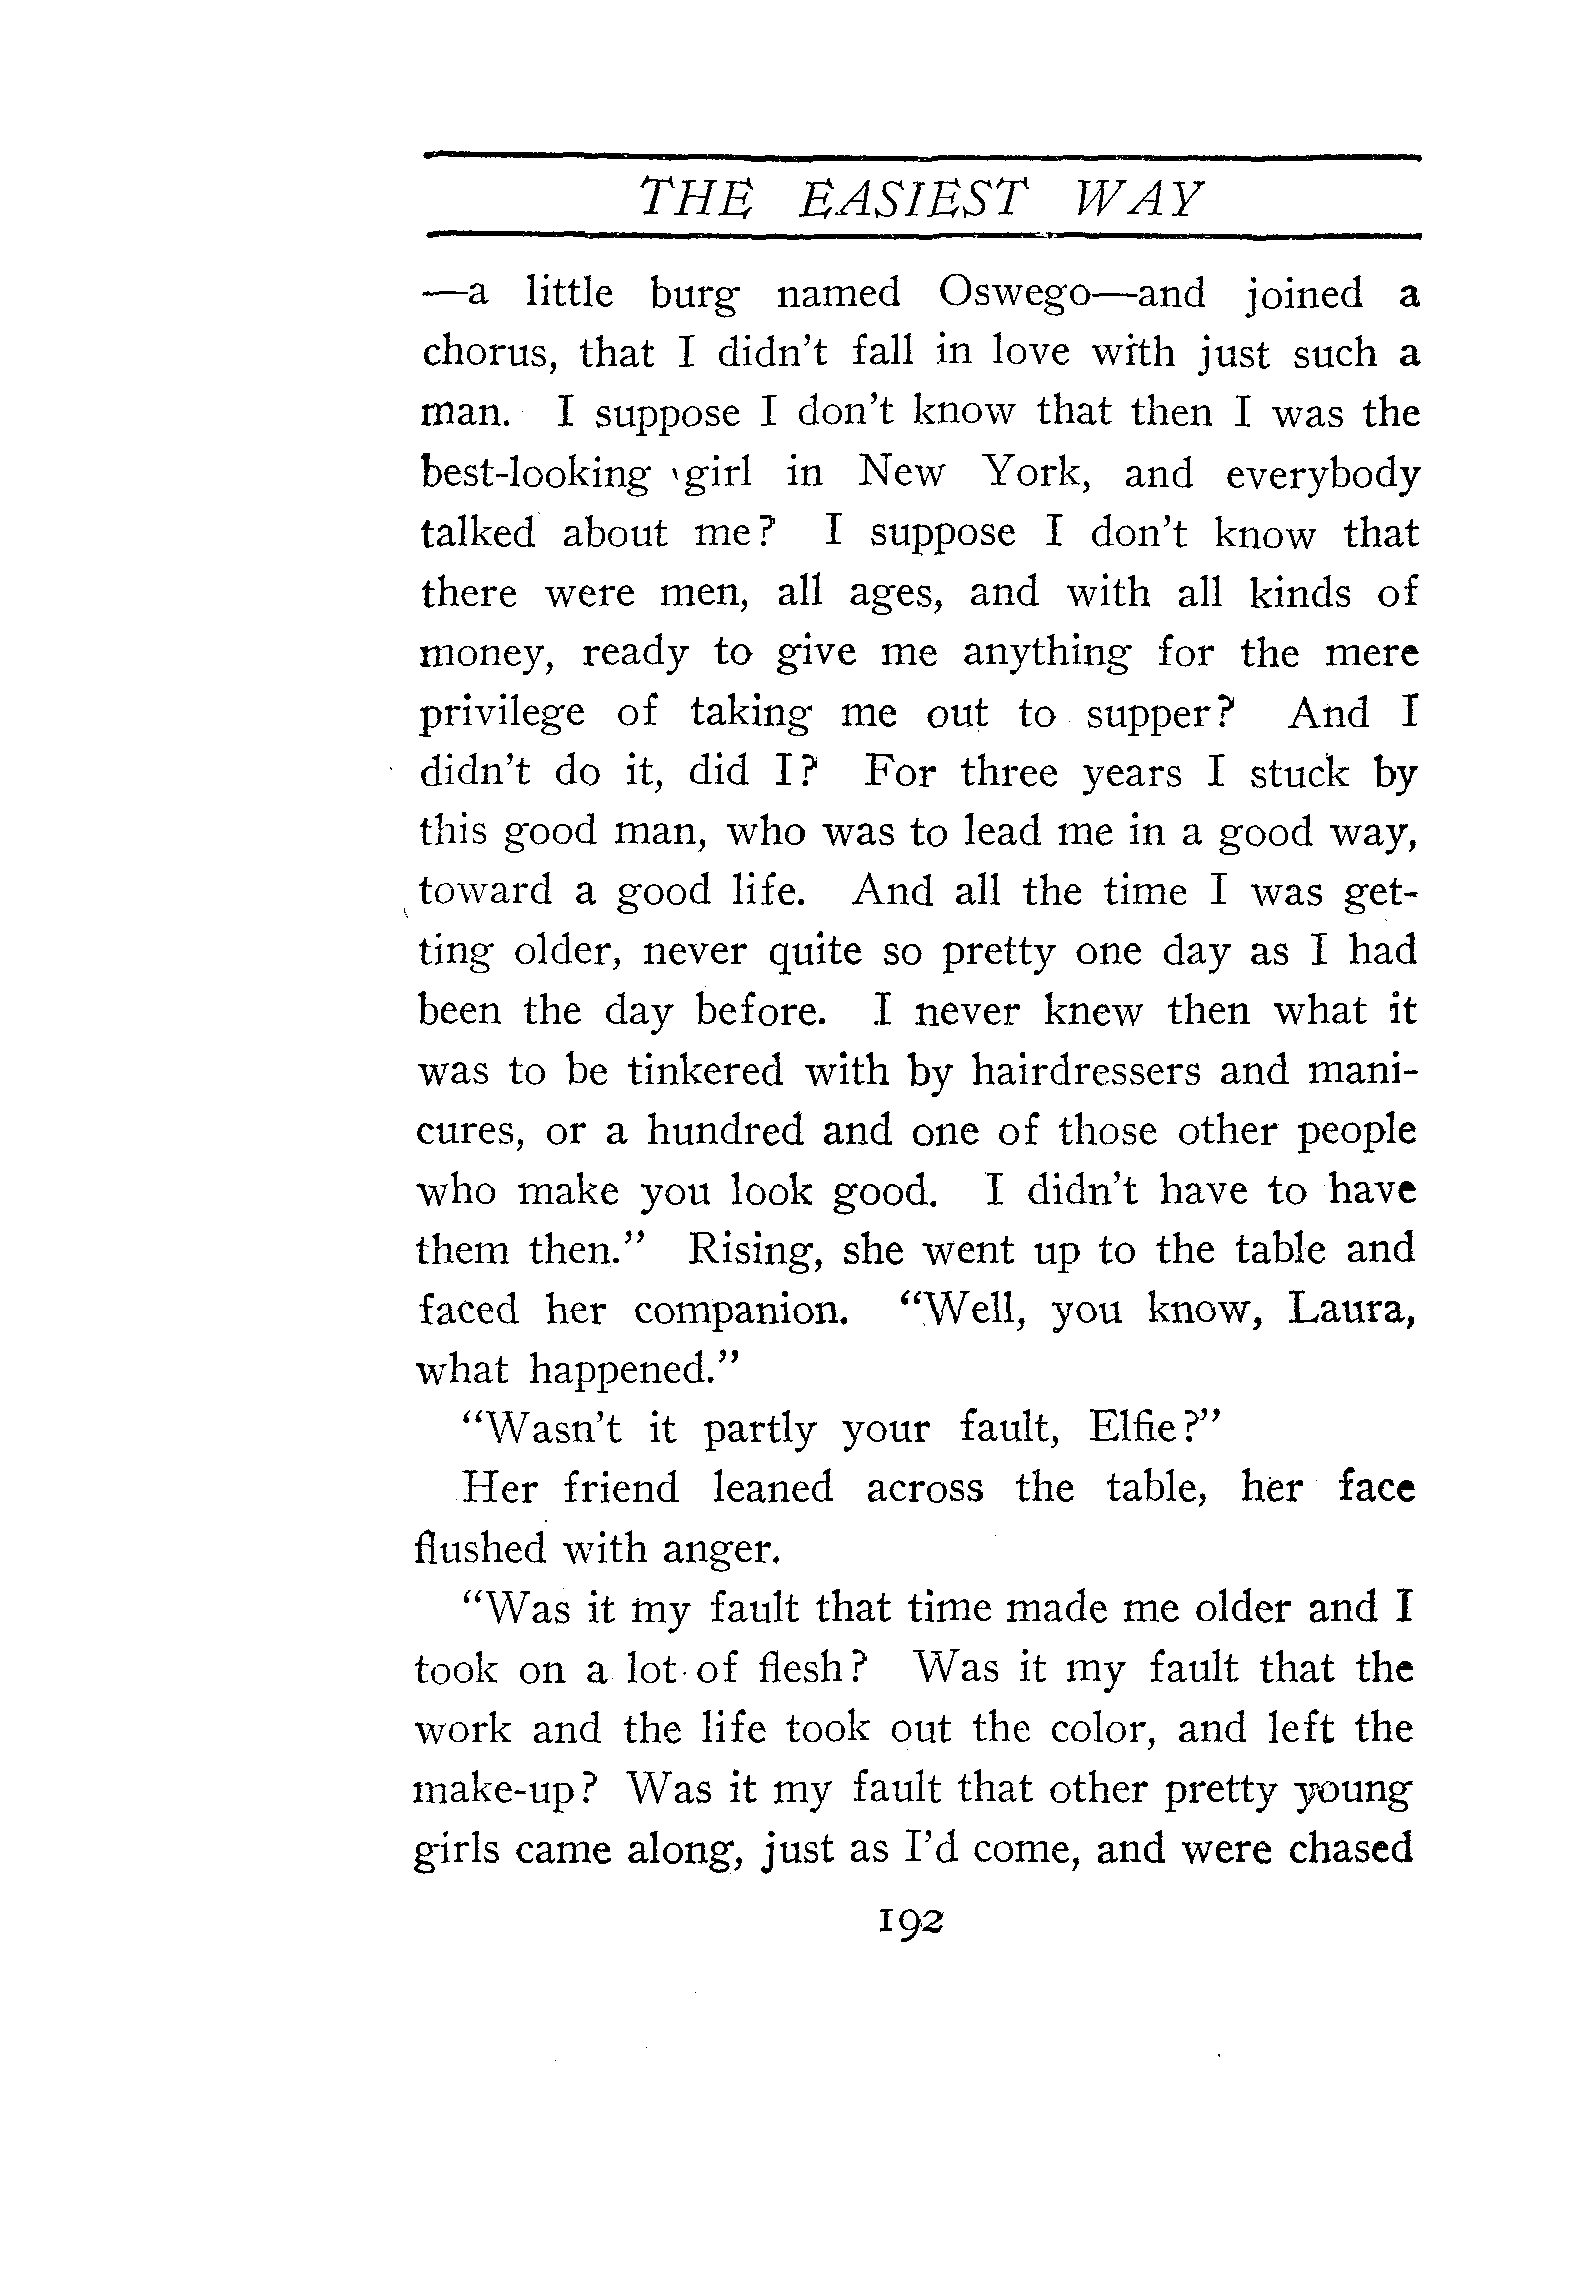 THE EASIEST WAY
—a little burg named Oswego—and joined a
chorus, that I didn't fall in love with just such a
man. I suppose I don't know that then I was the
best-looking girl in New York, and everybody
talked about me? I suppose I don't know that
there were men, all ages, and with all kinds of
money, ready to give me anything for the mere
privilege of taking me out to supper? And I
didn't do it, did I? For three years I stuck by
this good man, who was to lead me in a good way,
toward a good life. And all the time I was get-
ting older, never quite so pretty one day as I had
been the day before. I never knew then what it
was to be tinkered with by hairdressers and mani-
cures, or a hundred and one of those other people
who make you look good. I didn't have to have
them then.” Rising, she went up to the table and
faced her companion. “Well, you know, Laura,
what happened.”
“Wasn't it partly your fault, Elfie?”
Her friend leaned across the table, her face
flushed with anger.
“Was it my fault that time made me older and I
took on a lot of flesh? Was it my fault that the
work and the life took out the color, and left the
make-up? Was it my fault that other pretty young
girls came along, just as I'd come, and were chased
192